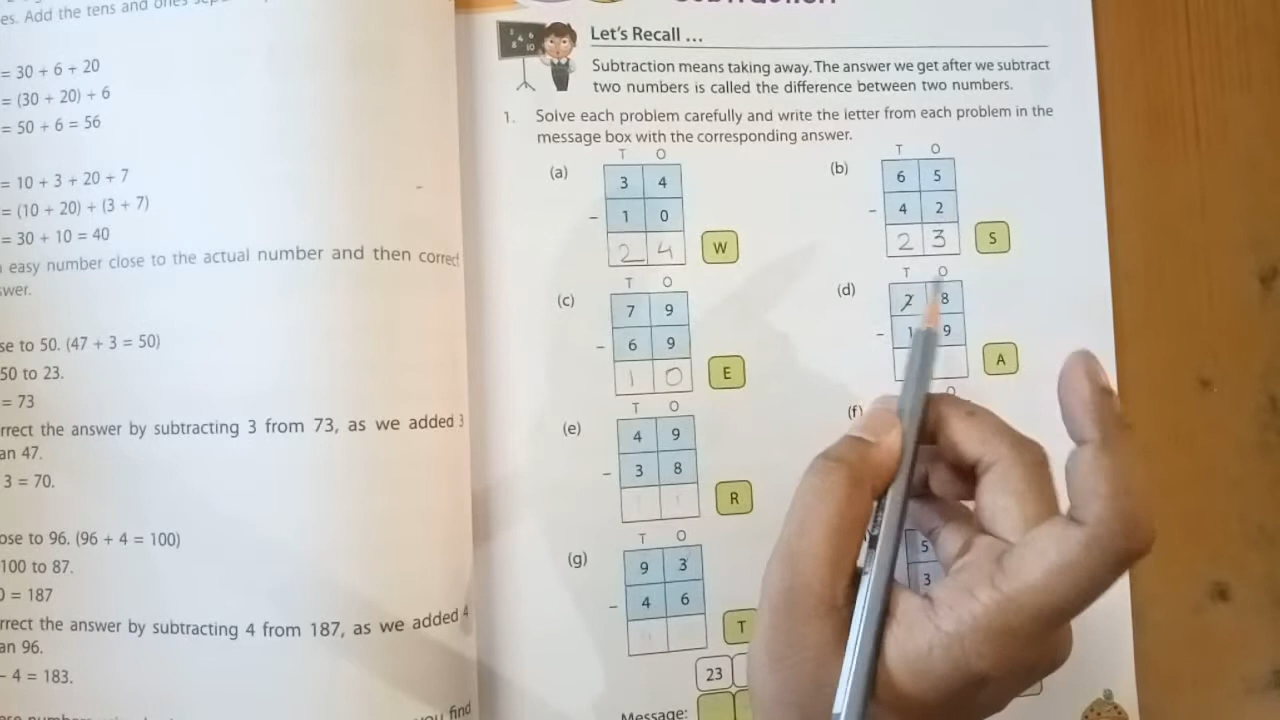 es. Add the tens and ones
= 30 + 6 + 20
= (30 + 20) + 6
= 50 + 6 = 56
= 10 + 3 + 20 + 7
= (10 + 20) + (3 + 7)
= 30 + 10 = 40
easy number close to the actual number and then correct
swer.
se to 50. (47 + 3 = 50)
50 to 23.
= 73
rrect the answer by subtracting 3 from 73, as we added 3
an 47.
3 = 70.
ose to 96. (96 + 4 = 100)
100 to 87.
0 = 187
rrect the answer by subtracting 4 from 187, as we added 4
an 96.
- 4 = 183.
find
Let's Recall ...
Subtraction means taking away. The answer we get after we subtract
two numbers is called the difference between two numbers.
1. Solve each problem carefully and write the letter from each problem in the
message box with the corresponding answer.
(a) T O
3 4
- 1 0
2 4 W
(b) T O
6 5
- 4 2
2 3 S
(c) T O
7 9
- 6 9
1 0 E
(d) T O
2 8
- 1 9
A
(e) T O
4 9
- 3 8
R
(f)
5
3
(g) T O
9 3
- 4 6
T
23
Message: